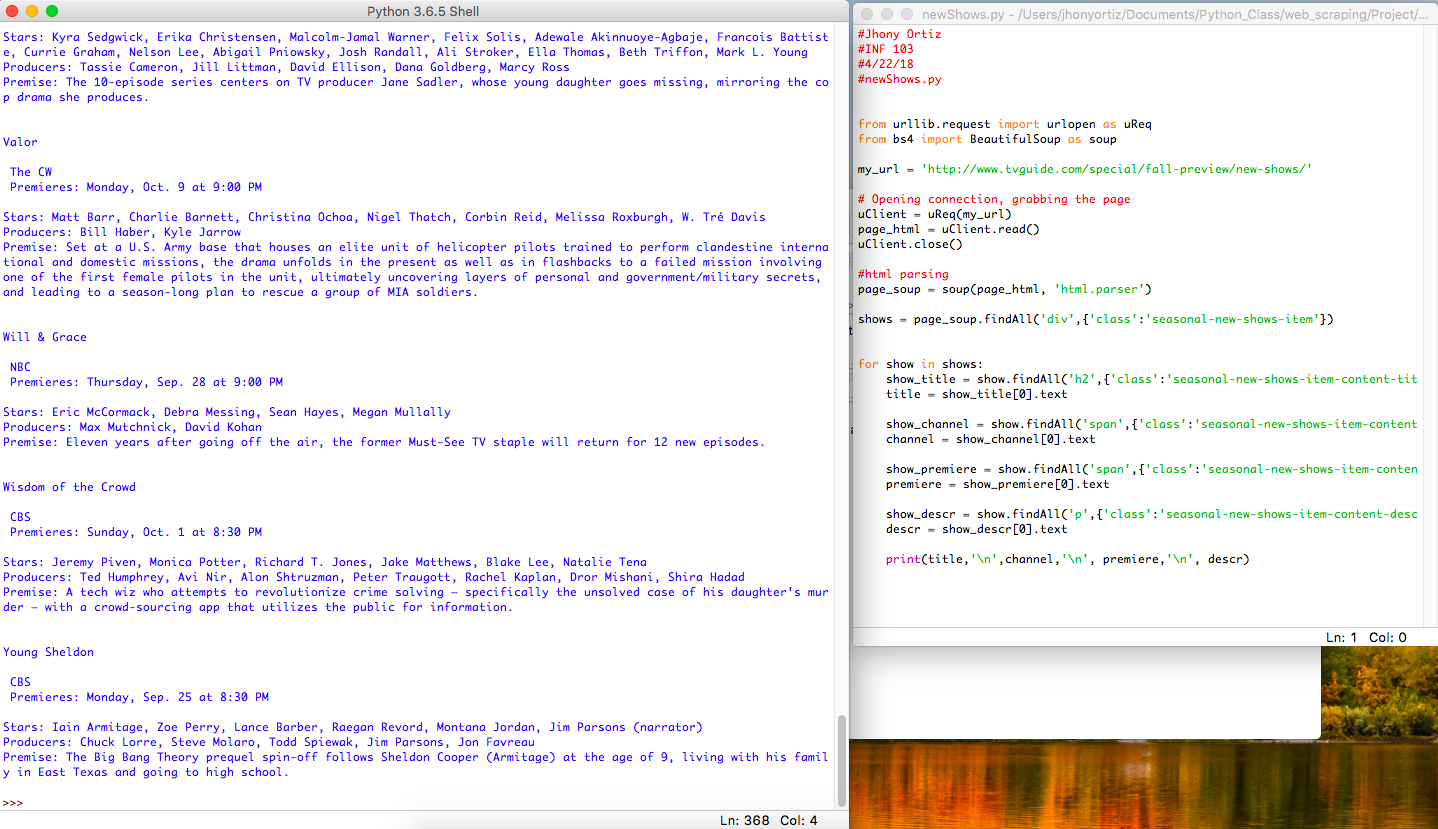 Python 3.6.5 Shell
Stars: Kyra Sedgwick, Erika Christensen, Malcolm-Jamal Warner, Felix Solis, Adewale Akinnuoye-Agbaje, Francois Battist
e, Currie Graham, Nelson Lee, Abigail Pniowsky, Josh Randall, Ali Stroker, Ella Thomas, Beth Triffon, Mark L. Young
Producers: Tassie Cameron, Jill Littman, David Ellison, Dana Goldberg, Marcy Ross
Premise: The 10-episode series centers on TV producer Jane Sadler, whose young daughter goes missing, mirroring the co
p drama she produces.
Valor
The CW
Premieres: Monday, Oct. 9 at 9:00 PM
Stars: Matt Barr, Charlie Barnett, Christina Ochoa, Nigel Thatch, Corbin Reid, Melissa Roxburgh, W. Tré Davis
Producers: Bill Haber, Kyle Jarrow
Premise: Set at a U.S. Army base that houses an elite unit of helicopter pilots trained to perform clandestine interna
tional and domestic missions, the drama unfolds in the present as well as in flashbacks to a failed mission involving
one of the first female pilots in the unit, ultimately uncovering layers of personal and government/military secrets,
and leading to a season-long plan to rescue a group of MIA soldiers.
Will & Grace
NBC
Premieres: Thursday, Sep. 28 at 9:00 PM
Stars: Eric McCormack, Debra Messing, Sean Hayes, Megan Mullally
Producers: Max Mutchnick, David Kohan
Premise: Eleven years after going off the air, the former Must-See TV staple will return for 12 new episodes.
Wisdom of the Crowd
CBS
Premieres: Sunday, Oct. 1 at 8:30 PM
Stars: Jeremy Piven, Monica Potter, Richard T. Jones, Jake Matthews, Blake Lee, Natalie Tena
Producers: Ted Humphrey, Avi Nir, Alon Shtruzman, Peter Traugott, Rachel Kaplan, Dror Mishani, Shira Hadad
Premise: A tech wiz who attempts to revolutionize crime solving — specifically the unsolved case of his daughter's mur
der — with a crowd-sourcing app that utilizes the public for information.
Young Sheldon
CBS
Premieres: Monday, Sep. 25 at 8:30 PM
Stars: Iain Armitage, Zoe Perry, Lance Barber, Raegan Revord, Montana Jordan, Jim Parsons (narrator)
Producers: Chuck Lorre, Steve Molaro, Todd Spiewak, Jim Parsons, Jon Favreau
Premise: The Big Bang Theory prequel spin-off follows Sheldon Cooper (Armitage) at the age of 9, living with his famil
y in East Texas and going to high school.
>>>
Ln: 368 Col: 4
newShows.py - /Users/jhonyortiz/Documents/Python_Class/web_scraping/Project/...
#Jhony Ortiz
#INF 103
#4/22/18
#newShows.py
from urllib.request import urlopen as uReq
from bs4 import BeautifulSoup as soup
my_url = 'http://www.tvguide.com/special/fall-preview/new-shows/'
# Opening connection, grabbing the page
uClient = uReq(my_url)
page_html = uClient.read()
uClient.close()
#html parsing
page_soup = soup(page_html, 'html.parser')
shows = page_soup.findAll('div',{'class':'seasonal-new-shows-item'})
for show in shows:
show_title = show.findAll('h2',{'class':'seasonal-new-shows-item-content-tit
title = show_title[0].text
show_channel = show.findAll('span',{'class':'seasonal-new-shows-item-content
channel = show_channel[0].text
show_premiere = show.findAll('span',{'class':'seasonal-new-shows-item-conten
premiere = show_premiere[0].text
show_descr = show.findAll('p',{'class':'seasonal-new-shows-item-content-desc
descr = show_descr[0].text
print(title,'\n',channel,'\n', premiere,'\n', descr)
Ln: 1 Col: 0